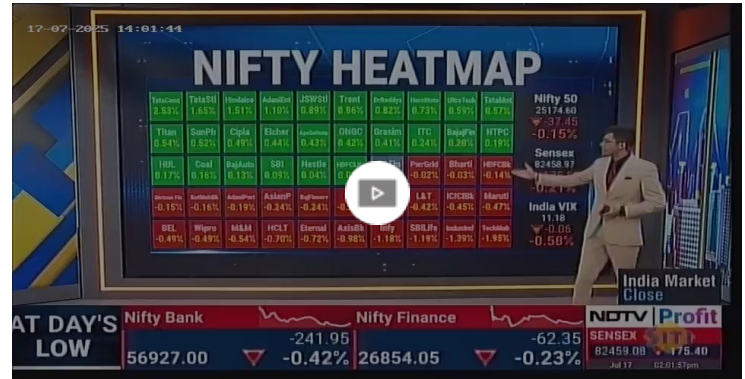 17-07-2025 14:01:44
NIFTY HEATMAP
TataCons TataStl Hindalco AdaniEnt JSWStl Trent DrReddys HeroMoto UltraTech TataMot
2.53% 1.65% 1.51% 1.10% 0.89% 0.86% 0.82% 0.73% 0.59% 0.57%
Titan SunPh Cipla Eicher ONGC Grasim ITC BajajFin NTPC
0.54% 0.52% 0.49% 0.44% 0.43% 0.42% 0.41% 0.24% 0.20% 0.19%
HUL Coal BajAuto SBI Nestle PwrGrid Bharti HDFCBk
0.17% 0.16% 0.13% 0.09% 0.04% -0.02% -0.03% -0.14%
KotMahBk AdaniPort AsianP BajFinserv L&T ICICIBk Maruti
-0.15% -0.16% -0.19% -0.24% -0.24% -0.42% -0.45% -0.47%
BEL Wipro M&M HCLT Eternal AxisBk Infy SBILife IndusInd TechMah
-0.49% -0.49% -0.54% -0.70% -0.72% -0.98% -1.18% -1.19% -1.39% -1.95%
Nifty 50
25174.60
-37.45
-0.15%
Sensex
82458.97
-0.21%
India VIX
11.18
-0.06
-0.58%
India Market
Close
AT DAY'S
LOW
Nifty Bank
-241.95
56927.00 -0.42%
Nifty Finance
-62.35
26854.05 -0.23%
NDTV Profit
SENSEX
82459.08 -175.40
Jul 17 02:01:57pm